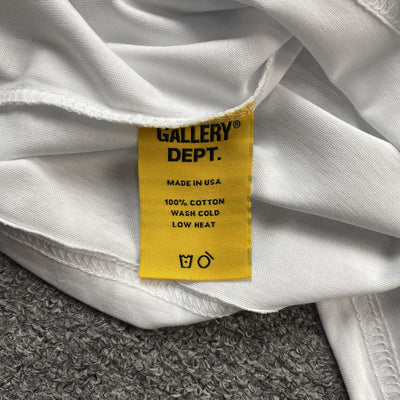 GALLERY®
DEPT.
MADE IN USA
100% COTTON
WASH COLD
LOW HEAT